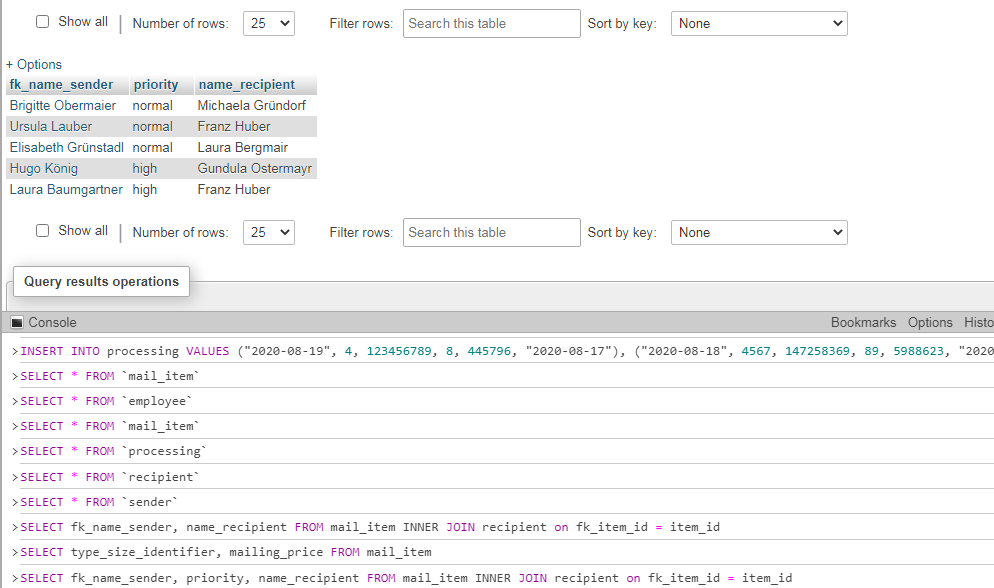 Show all Number of rows: 25 Filter rows: Search this table Sort by key: None
+ Options
fk_name_sender priority name_recipient
Brigitte Obermaier normal Michaela Gründorf
Ursula Lauber normal Franz Huber
Elisabeth Grünstadl normal Laura Bergmair
Hugo König high Gundula Ostermayr
Laura Baumgartner high Franz Huber
Show all Number of rows: 25 Filter rows: Search this table Sort by key: None
Query results operations
Console Bookmarks Options Histo
>INSERT INTO processing VALUES ("2020-08-19", 4, 123456789, 8, 445796, "2020-08-17"), ("2020-08-18", 4567, 147258369, 89, 5988623, "2020
>SELECT * FROM `mail_item`
>SELECT * FROM `employee`
>SELECT * FROM `mail_item`
>SELECT * FROM `processing`
>SELECT * FROM `recipient`
>SELECT * FROM `sender`
>SELECT fk_name_sender, name_recipient FROM mail_item INNER JOIN recipient on fk_item_id = item_id
>SELECT type_size_identifier, mailing_price FROM mail_item
>SELECT fk_name_sender, priority, name_recipient FROM mail_item INNER JOIN recipient on fk_item_id = item_id